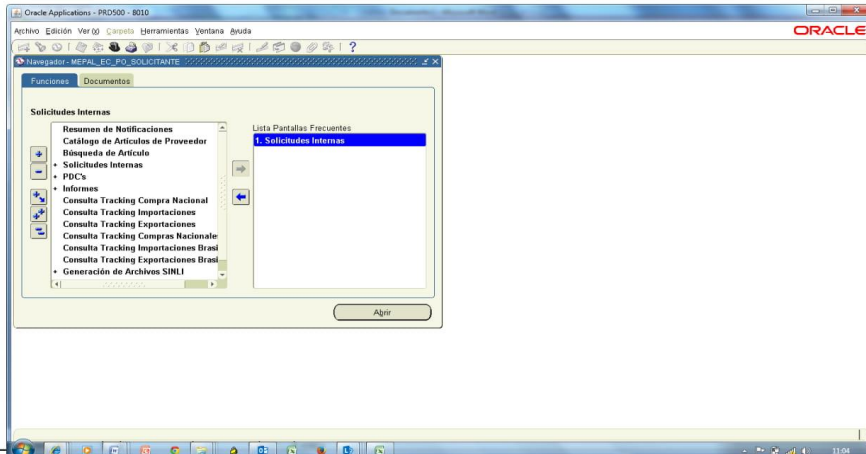 Oracle Applications - PRD500 - 8010
Archivo Edición Ver(X) Carpeta Herramientas Ventana Ayuda
ORACLE
Navegador - MEPAL_EC_PO_SOLICITANTE
Funciones Documentos
Solicitudes Internas
Resumen de Notificaciones
Catálogo de Artículos de Proveedor
Búsqueda de Artículo
+ Solicitudes Internas
+ PDC's
+ Informes
Consulta Tracking Compra Nacional
Consulta Tracking Importaciones
Consulta Tracking Exportaciones
Consulta Tracking Compras Nacionale
Consulta Tracking Importaciones Brasi
Consulta Tracking Exportaciones Brasi
+ Generación de Archivos SINLI
Lista Pantallas Frecuentes
1. Solicitudes Internas
Abrir
11:04